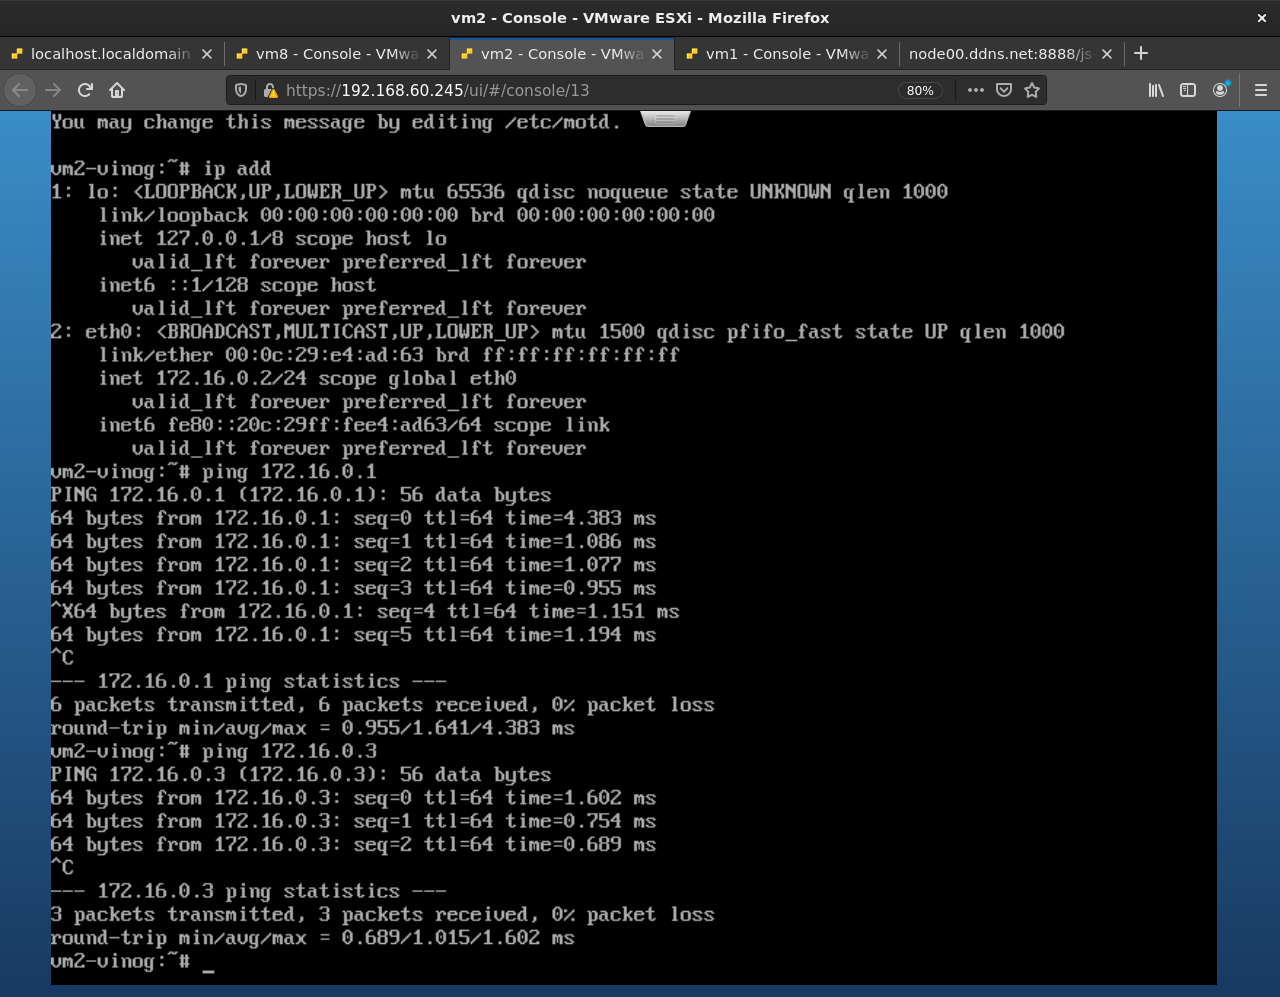 vm2 - Console - VMware ESXi - Mozilla Firefox
localhost.localdomain
vm8 - Console - VMwa
vm2 - Console - VMwa
vm1 - Console - VMwa
node00.ddns.net:8888/js
https://192.168.60.245/ui/#/console/13
80%
You may change this message by editing /etc/motd.
vm2-vinog:~# ip add
1: lo: <LOOPBACK,UP,LOWER_UP> mtu 65536 qdisc noqueue state UNKNOWN qlen 1000
link/loopback 00:00:00:00:00:00 brd 00:00:00:00:00:00
inet 127.0.0.1/8 scope host lo
valid_lft forever preferred_lft forever
inet6 ::1/128 scope host
valid_lft forever preferred_lft forever
2: eth0: <BROADCAST,MULTICAST,UP,LOWER_UP> mtu 1500 qdisc pfifo_fast state UP qlen 1000
link/ether 00:0c:29:e4:ad:63 brd ff:ff:ff:ff:ff:ff
inet 172.16.0.2/24 scope global eth0
valid_lft forever preferred_lft forever
inet6 fe80::20c:29ff:fee4:ad63/64 scope link
valid_lft forever preferred_lft forever
vm2-vinog:~# ping 172.16.0.1
PING 172.16.0.1 (172.16.0.1): 56 data bytes
64 bytes from 172.16.0.1: seq=0 ttl=64 time=4.383 ms
64 bytes from 172.16.0.1: seq=1 ttl=64 time=1.086 ms
64 bytes from 172.16.0.1: seq=2 ttl=64 time=1.077 ms
64 bytes from 172.16.0.1: seq=3 ttl=64 time=0.955 ms
^X64 bytes from 172.16.0.1: seq=4 ttl=64 time=1.151 ms
64 bytes from 172.16.0.1: seq=5 ttl=64 time=1.194 ms
^C
--- 172.16.0.1 ping statistics ---
6 packets transmitted, 6 packets received, 0% packet loss
round-trip min/avg/max = 0.955/1.641/4.383 ms
vm2-vinog:~# ping 172.16.0.3
PING 172.16.0.3 (172.16.0.3): 56 data bytes
64 bytes from 172.16.0.3: seq=0 ttl=64 time=1.602 ms
64 bytes from 172.16.0.3: seq=1 ttl=64 time=0.754 ms
64 bytes from 172.16.0.3: seq=2 ttl=64 time=0.689 ms
^C
--- 172.16.0.3 ping statistics ---
3 packets transmitted, 3 packets received, 0% packet loss
round-trip min/avg/max = 0.689/1.015/1.602 ms
vm2-vinog:~# _